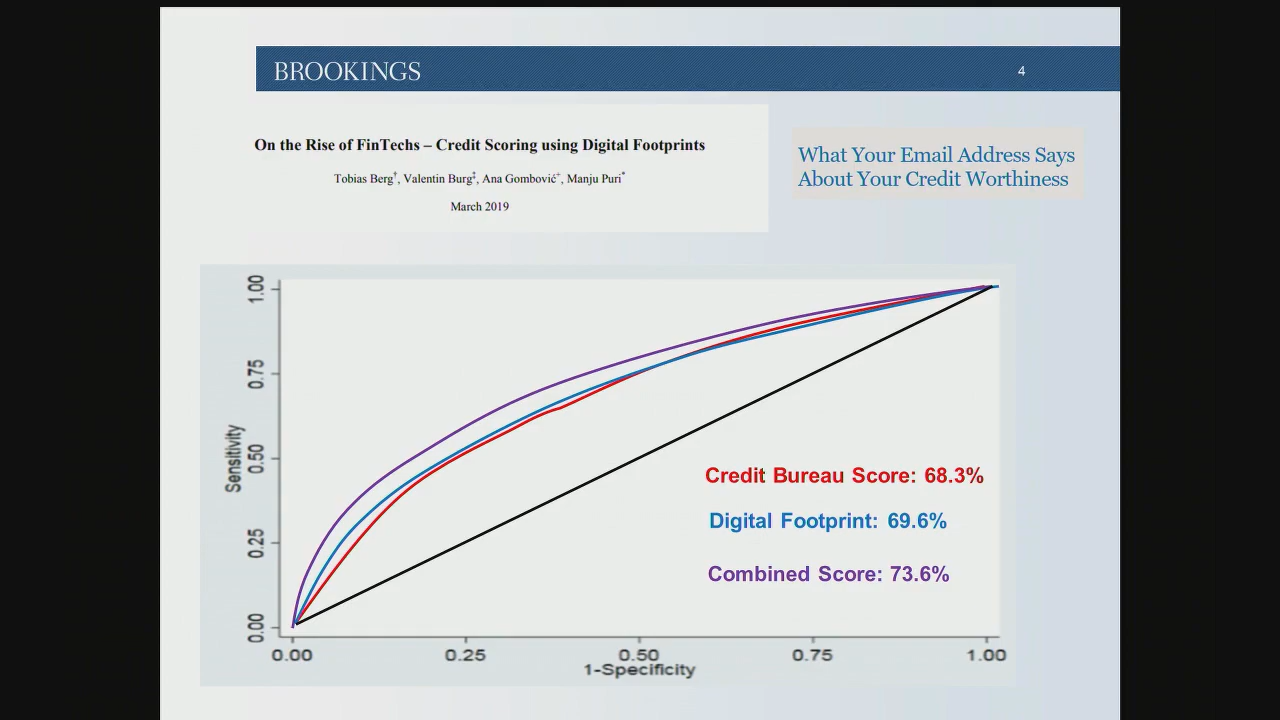 BROOKINGS
4
On the Rise of FinTechs – Credit Scoring using Digital Footprints
Tobias Berg†, Valentin Burg‡, Ana Gombović+, Manju Puri*
March 2019
What Your Email Address Says
About Your Credit Worthiness
Sensitivity
1.00
0.75
0.50
0.25
0.00
Credit Bureau Score: 68.3%
Digital Footprint: 69.6%
Combined Score: 73.6%
0.00 0.25 0.50 0.75 1.00
1-Specificity